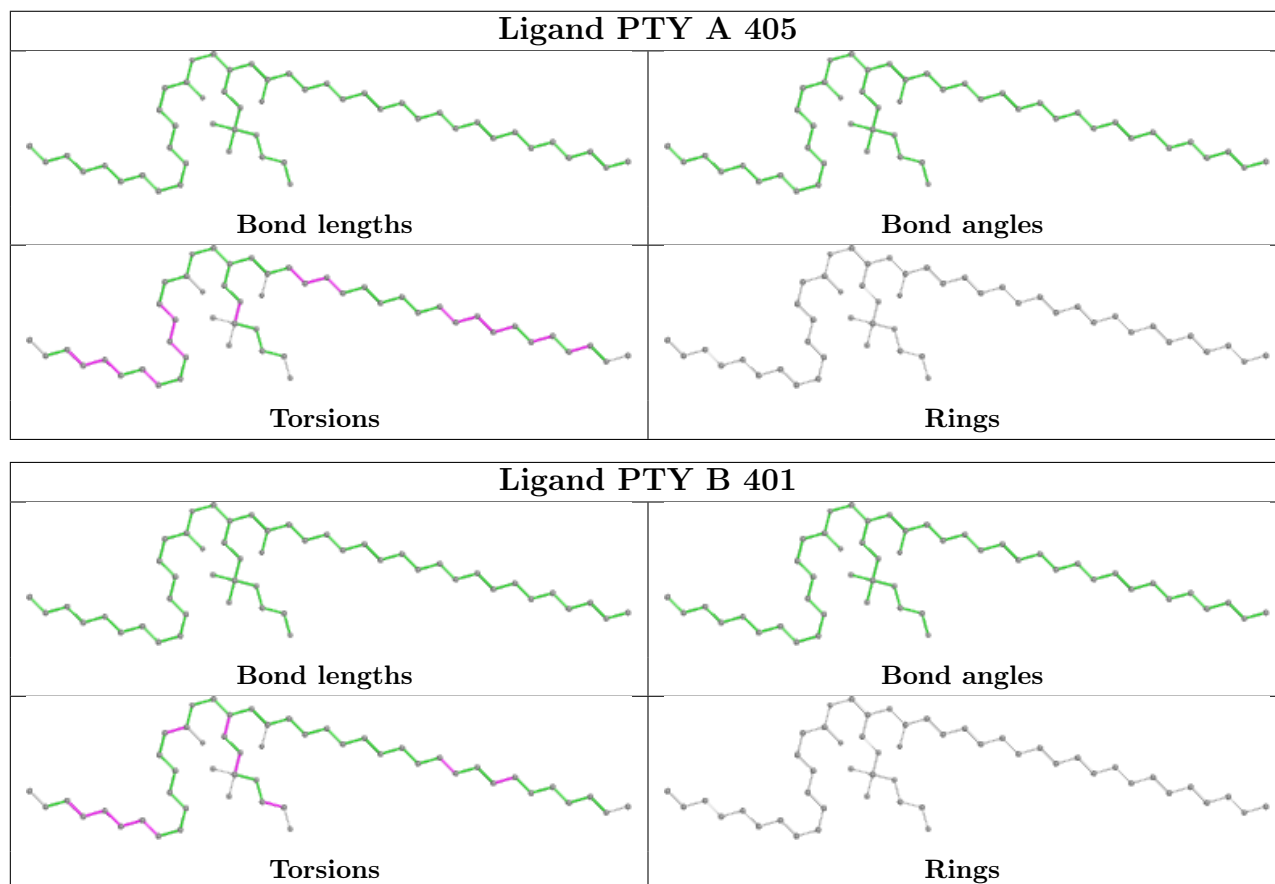 Ligand PTY A 405
Bond lengths
Bond angles
Torsions
Rings
Ligand PTY B 401
Bond lengths
Bond angles
Torsions
Rings